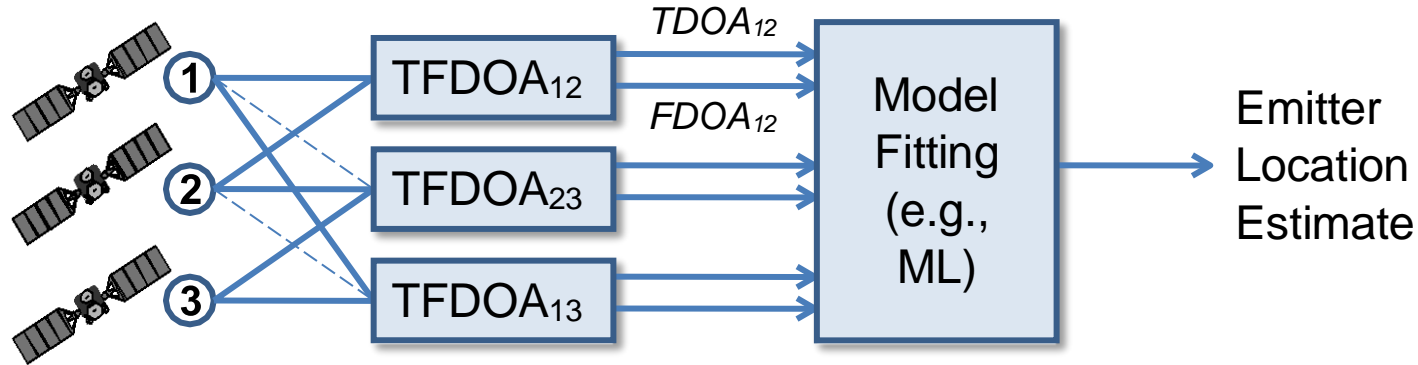 1
2
3
TFDOA12
TFDOA23
TFDOA13
TDOA12
FDOA12
Model
Fitting
(e.g.,
ML)
Emitter
Location
Estimate